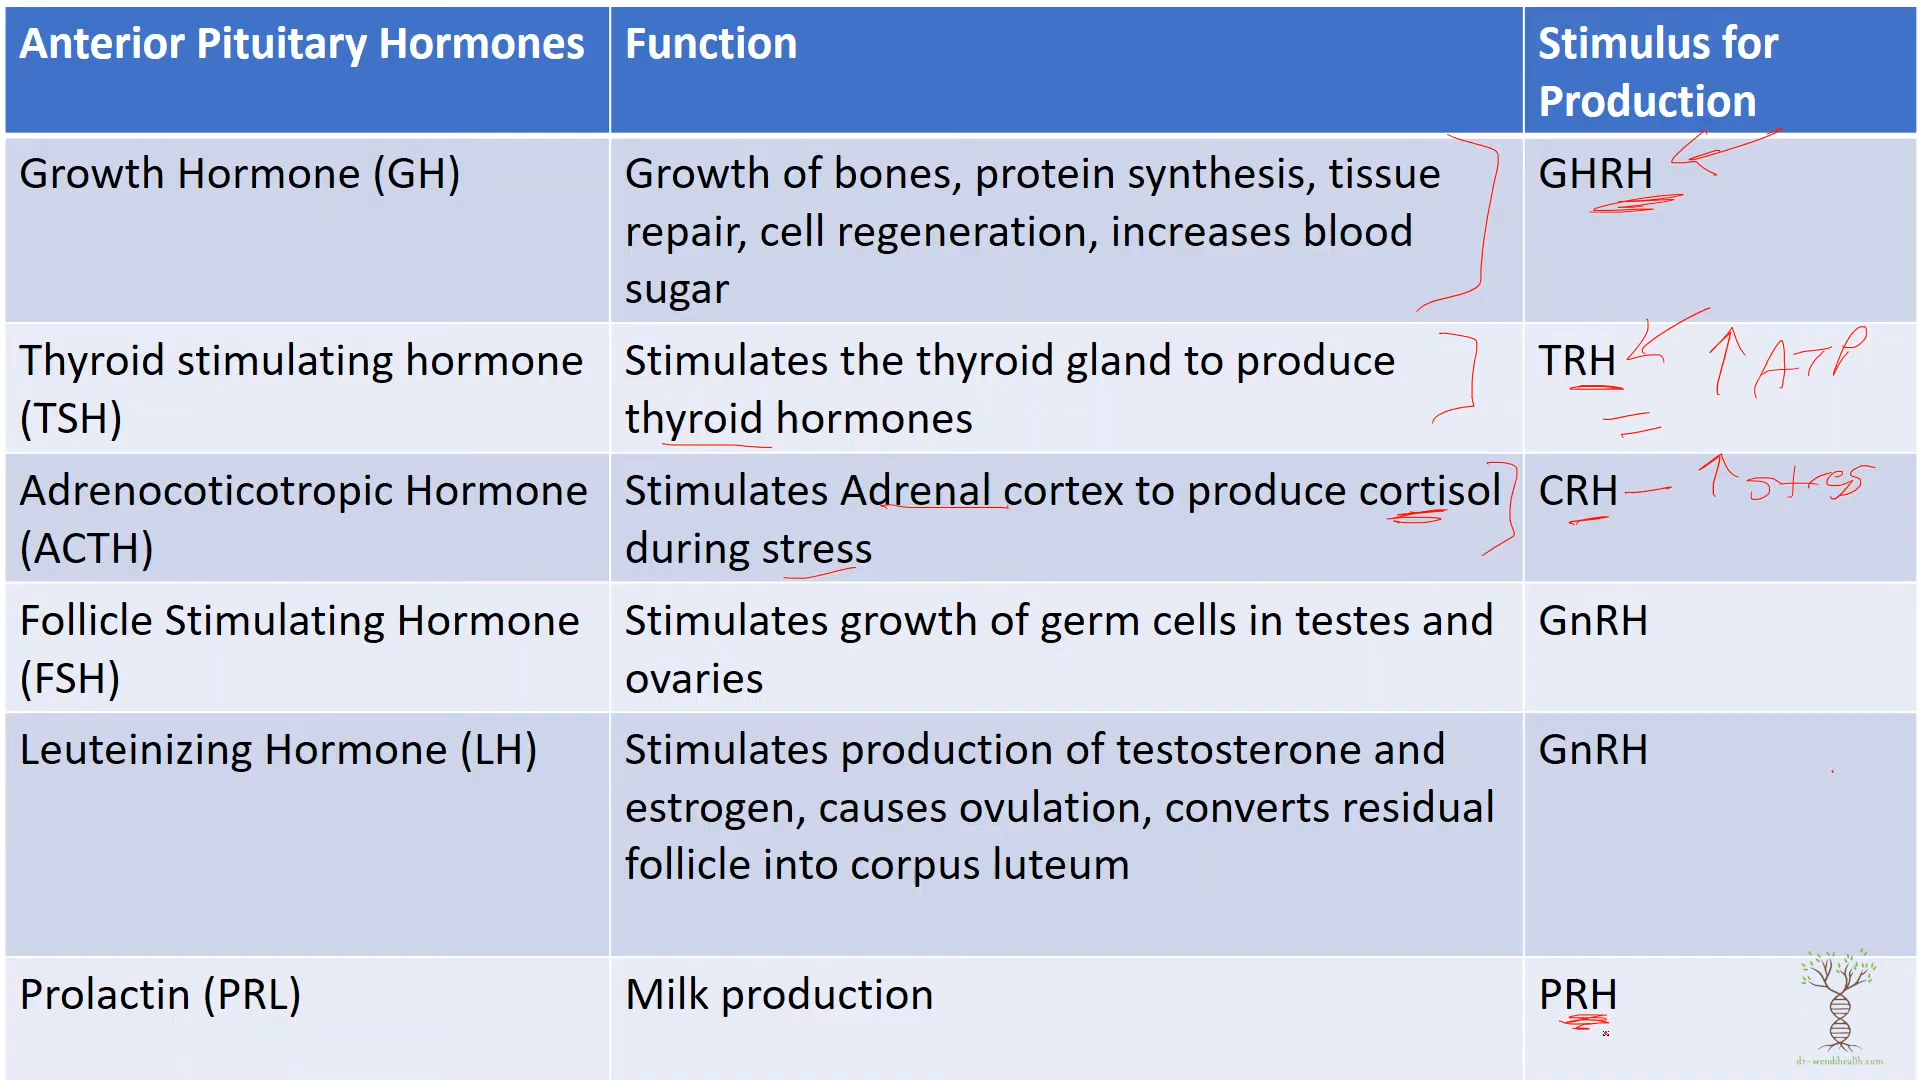 Anterior Pituitary Hormones
Function
Stimulus for
Production
Growth Hormone (GH)
Growth of bones, protein synthesis, tissue
repair, cell regeneration, increases blood
sugar
GHRH
Thyroid stimulating hormone
(TSH)
Stimulates the thyroid gland to produce
thyroid hormones
TRH
↑ ATP
Adrenocoticotropic Hormone
(ACTH)
Stimulates Adrenal cortex to produce cortisol
during stress
CRH
↑ stress
Follicle Stimulating Hormone
(FSH)
Stimulates growth of germ cells in testes and
ovaries
GnRH
Leuteinizing Hormone (LH)
Stimulates production of testosterone and
estrogen, causes ovulation, converts residual
follicle into corpus luteum
GnRH
Prolactin (PRL)
Milk production
PRH
dr-wendihealth.com